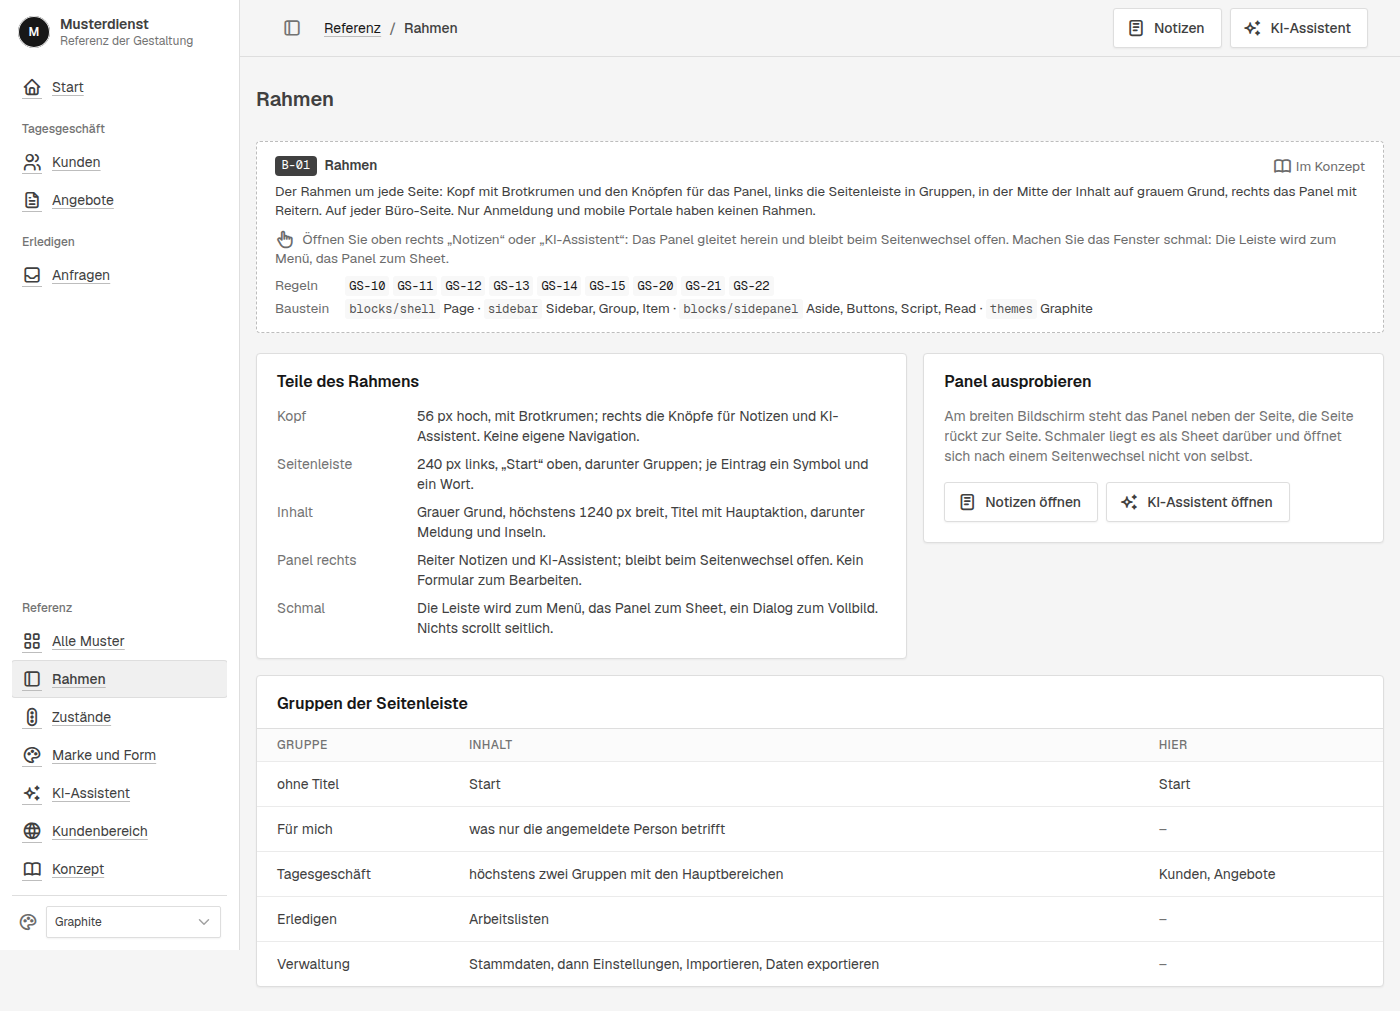 M
Musterdienst
Referenz der Gestaltung
Start
Tagesgeschäft
Kunden
Angebote
Erledigen
Anfragen
Referenz
Alle Muster
Rahmen
Zustände
Marke und Form
KI-Assistent
Kundenbereich
Konzept
Graphite
Referenz / Rahmen
Notizen
KI-Assistent
Rahmen
B-01 Rahmen
Im Konzept
Der Rahmen um jede Seite: Kopf mit Brotkrumen und den Knöpfen für das Panel, links die Seitenleiste in Gruppen, in der Mitte der Inhalt auf grauem Grund, rechts das Panel mit
Reitern. Auf jeder Büro-Seite. Nur Anmeldung und mobile Portale haben keinen Rahmen.
Öffnen Sie oben rechts „Notizen“ oder „KI-Assistent“: Das Panel gleitet herein und bleibt beim Seitenwechsel offen. Machen Sie das Fenster schmal: Die Leiste wird zum
Menü, das Panel zum Sheet.
Regeln GS-10 GS-11 GS-12 GS-13 GS-14 GS-15 GS-20 GS-21 GS-22
Baustein blocks/shell Page · sidebar Sidebar, Group, Item · blocks/sidepanel Aside, Buttons, Script, Read · themes Graphite
Teile des Rahmens
Kopf 56 px hoch, mit Brotkrumen; rechts die Knöpfe für Notizen und KI-
Assistent. Keine eigene Navigation.
Seitenleiste 240 px links, „Start“ oben, darunter Gruppen; je Eintrag ein Symbol und
ein Wort.
Inhalt Grauer Grund, höchstens 1240 px breit, Titel mit Hauptaktion, darunter
Meldung und Inseln.
Panel rechts Reiter Notizen und KI-Assistent; bleibt beim Seitenwechsel offen. Kein
Formular zum Bearbeiten.
Schmal Die Leiste wird zum Menü, das Panel zum Sheet, ein Dialog zum Vollbild.
Nichts scrollt seitlich.
Panel ausprobieren
Am breiten Bildschirm steht das Panel neben der Seite, die Seite
rückt zur Seite. Schmaler liegt es als Sheet darüber und öffnet
sich nach einem Seitenwechsel nicht von selbst.
Notizen öffnen
KI-Assistent öffnen
Gruppen der Seitenleiste
GRUPPE INHALT HIER
ohne Titel Start Start
Für mich was nur die angemeldete Person betrifft –
Tagesgeschäft höchstens zwei Gruppen mit den Hauptbereichen Kunden, Angebote
Erledigen Arbeitslisten –
Verwaltung Stammdaten, dann Einstellungen, Importieren, Daten exportieren –